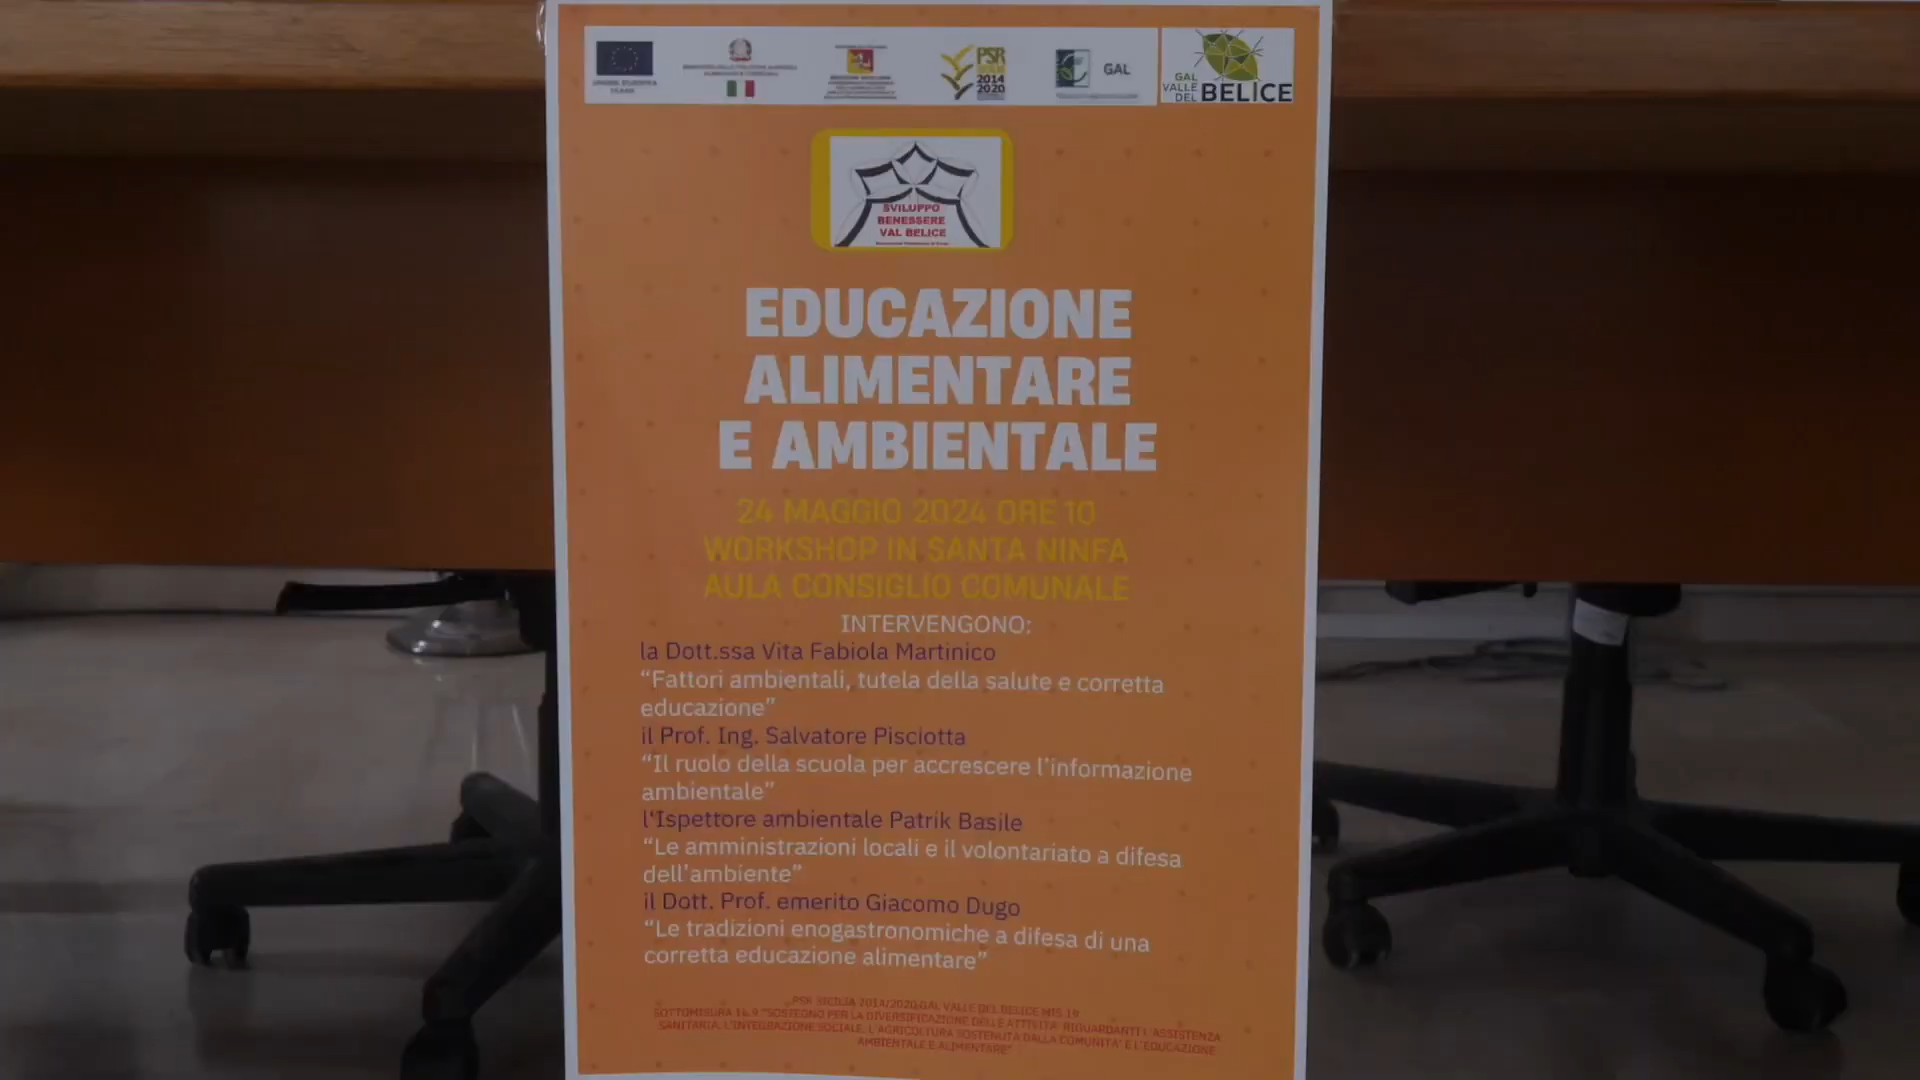 PSR
2014
2020
GAL
GAL
VALLE
DEL BELICE
SVILUPPO
BENESSERE
VAL BELICE
EDUCAZIONE
ALIMENTARE
E AMBIENTALE
24 MAGGIO 2024 ORE 10
WORKSHOP IN SANTA NINFA
AULA CONSIGLIO COMUNALE
INTERVENGONO:
la Dott.ssa Vita Fabiola Martinico
“Fattori ambientali, tutela della salute e corretta
educazione”
il Prof. Ing. Salvatore Pisciotta
“Il ruolo della scuola per accrescere l’informazione
ambientale”
l‘Ispettore ambientale Patrik Basile
“Le amministrazioni locali e il volontariato a difesa
dell’ambiente”
il Dott. Prof. emerito Giacomo Dugo
“Le tradizioni enogastronomiche a difesa di una
corretta educazione alimentare”
PSR SICILIA 2014/2020 GAL VALLE DEL BELICE MIS.19
SOTTOMISURA 16.9 "SOSTEGNO PER LA DIVERSIFICAZIONE DELLE ATTIVITA' RIGUARDANTI L'ASSISTENZA
SANITARIA, L'INTEGRAZIONE SOCIALE, L'AGRICOLTURA SOSTENUTA DALLA COMUNITA' E L'EDUCAZIONE
AMBIENTALE E ALIMENTARE"